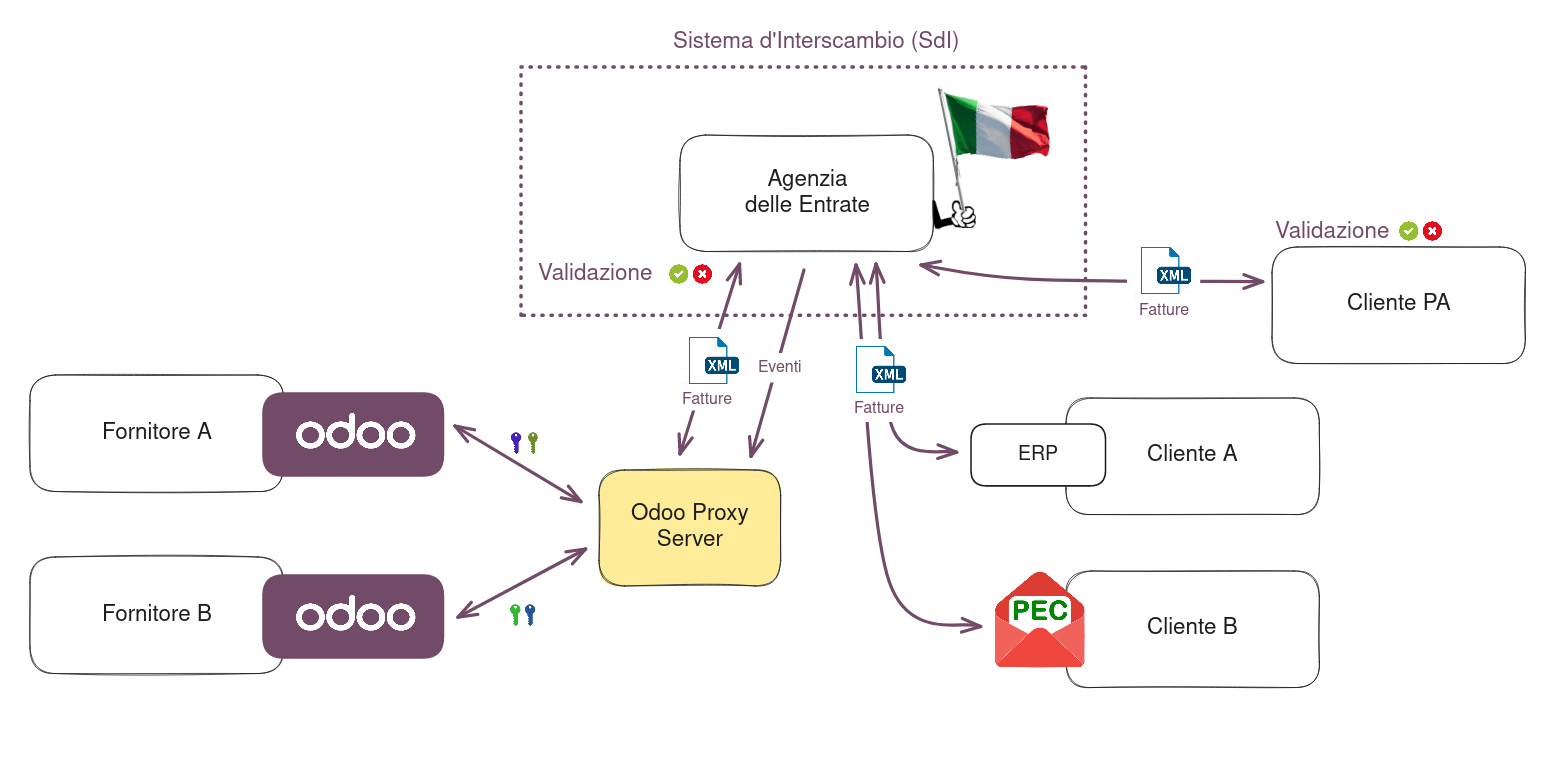 Sistema d'Interscambio (SdI)
Agenzia
delle Entrate
Validazione
Validazione
XML
Fatture
Cliente PA
XML
Fatture
Eventi
XML
Fatture
Fornitore A
odoo
ERP
Cliente A
Odoo Proxy
Server
Fornitore B
odoo
PEC
Cliente B